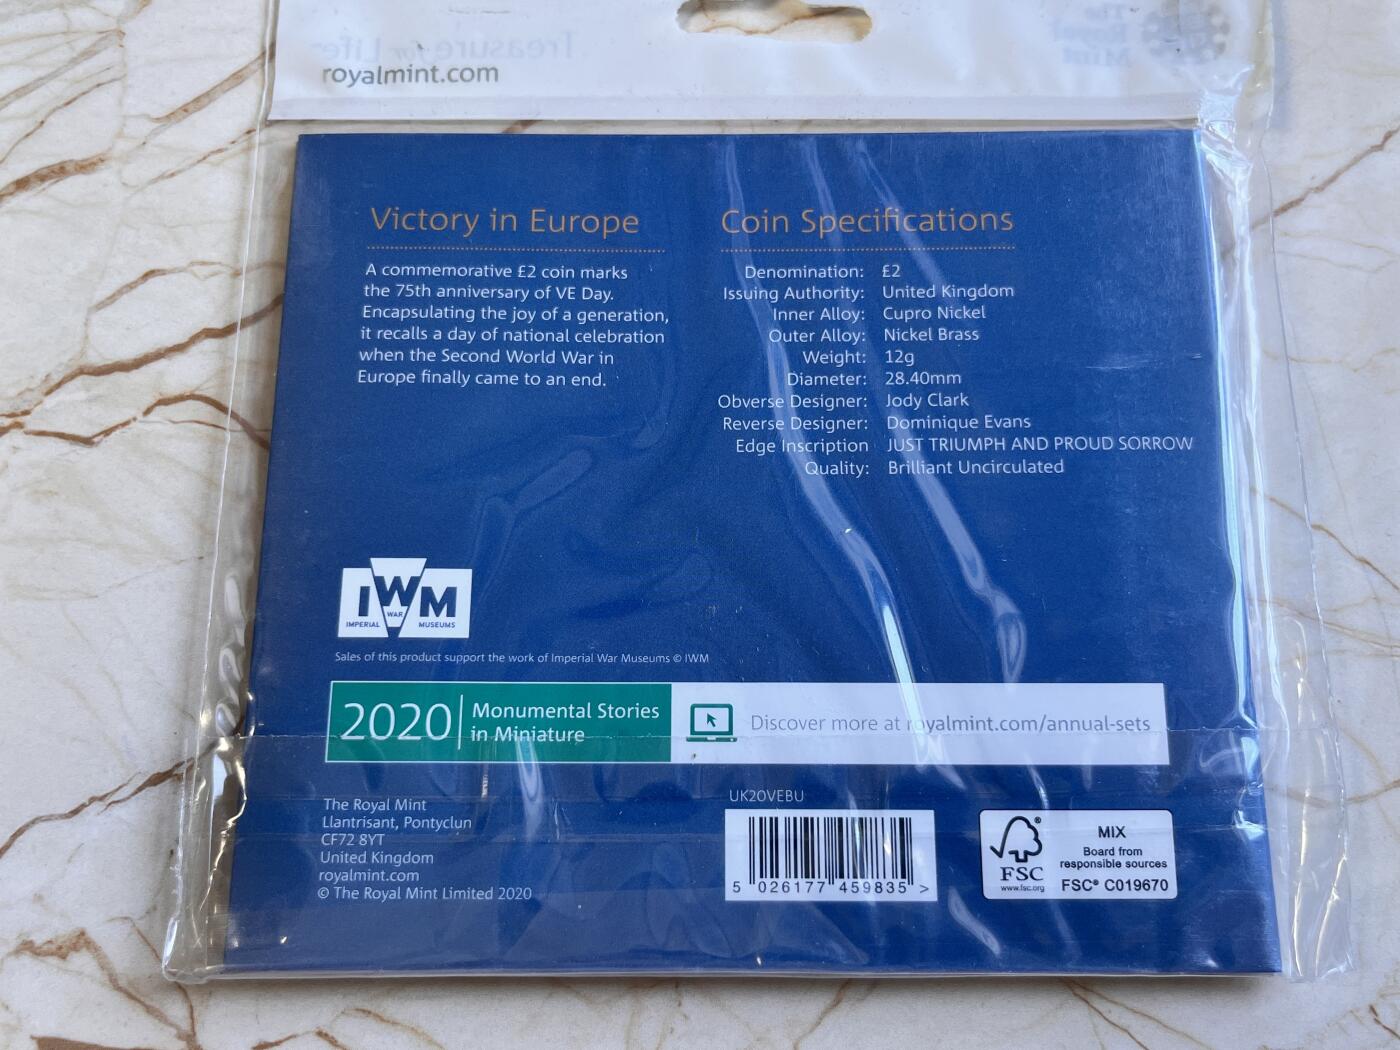 Treasure for Life
The
Royal
Mint
royalmint.com
Victory in Europe
A commemorative £2 coin marks
the 75th anniversary of VE Day.
Encapsulating the joy of a generation,
it recalls a day of national celebration
when the Second World War in
Europe finally came to an end.
Coin Specifications
Denomination: £2
Issuing Authority: United Kingdom
Inner Alloy: Cupro Nickel
Outer Alloy: Nickel Brass
Weight: 12g
Diameter: 28.40mm
Obverse Designer: Jody Clark
Reverse Designer: Dominique Evans
Edge Inscription JUST TRIUMPH AND PROUD SORROW
Quality: Brilliant Uncirculated
IWM
IMPERIAL WAR MUSEUMS
Sales of this product support the work of Imperial War Museums © IWM
2020 Monumental Stories
in Miniature
Discover more at royalmint.com/annual-sets
The Royal Mint
Llantrisant, Pontyclun
CF72 8YT
United Kingdom
royalmint.com
© The Royal Mint Limited 2020
UK20VEBU
5 026177 459835 >
FSC
www.fsc.org
MIX
Board from
responsible sources
FSC® C019670